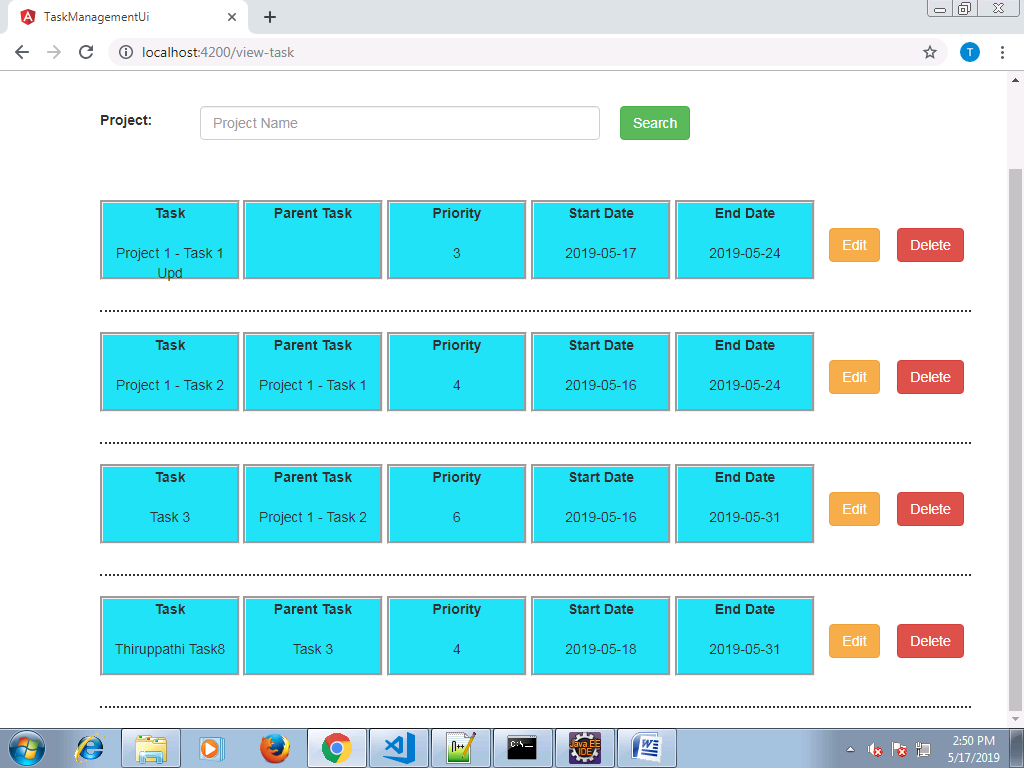 TaskManagementUi
localhost:4200/view-task
T
Project:
Project Name
Search
Task Parent Task Priority Start Date End Date
Project 1 - Task 1 3 2019-05-17 2019-05-24 Edit Delete
Upd
Task Parent Task Priority Start Date End Date
Project 1 - Task 2 Project 1 - Task 1 4 2019-05-16 2019-05-24 Edit Delete
Task Parent Task Priority Start Date End Date
Task 3 Project 1 - Task 2 6 2019-05-16 2019-05-31 Edit Delete
Task Parent Task Priority Start Date End Date
Thiruppathi Task8 Task 3 4 2019-05-18 2019-05-31 Edit Delete
Java EE
IDE
2:50 PM
5/17/2019